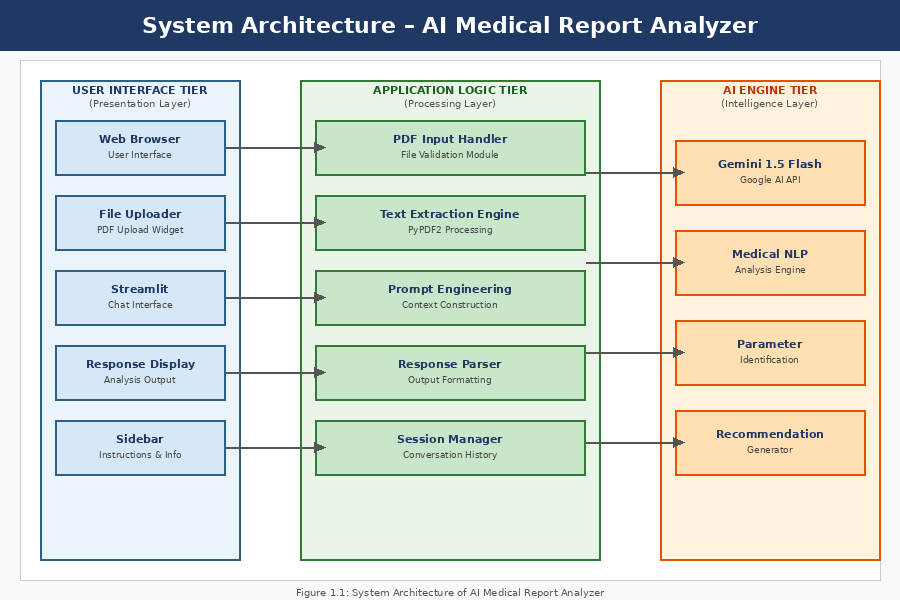 System Architecture – AI Medical Report Analyzer
USER INTERFACE TIER
(Presentation Layer)
Web Browser
User Interface
File Uploader
PDF Upload Widget
Streamlit
Chat Interface
Response Display
Analysis Output
Sidebar
Instructions & Info
APPLICATION LOGIC TIER
(Processing Layer)
PDF Input Handler
File Validation Module
Text Extraction Engine
PyPDF2 Processing
Prompt Engineering
Context Construction
Response Parser
Output Formatting
Session Manager
Conversation History
AI ENGINE TIER
(Intelligence Layer)
Gemini 1.5 Flash
Google AI API
Medical NLP
Analysis Engine
Parameter
Identification
Recommendation
Generator
Figure 1.1: System Architecture of AI Medical Report Analyzer